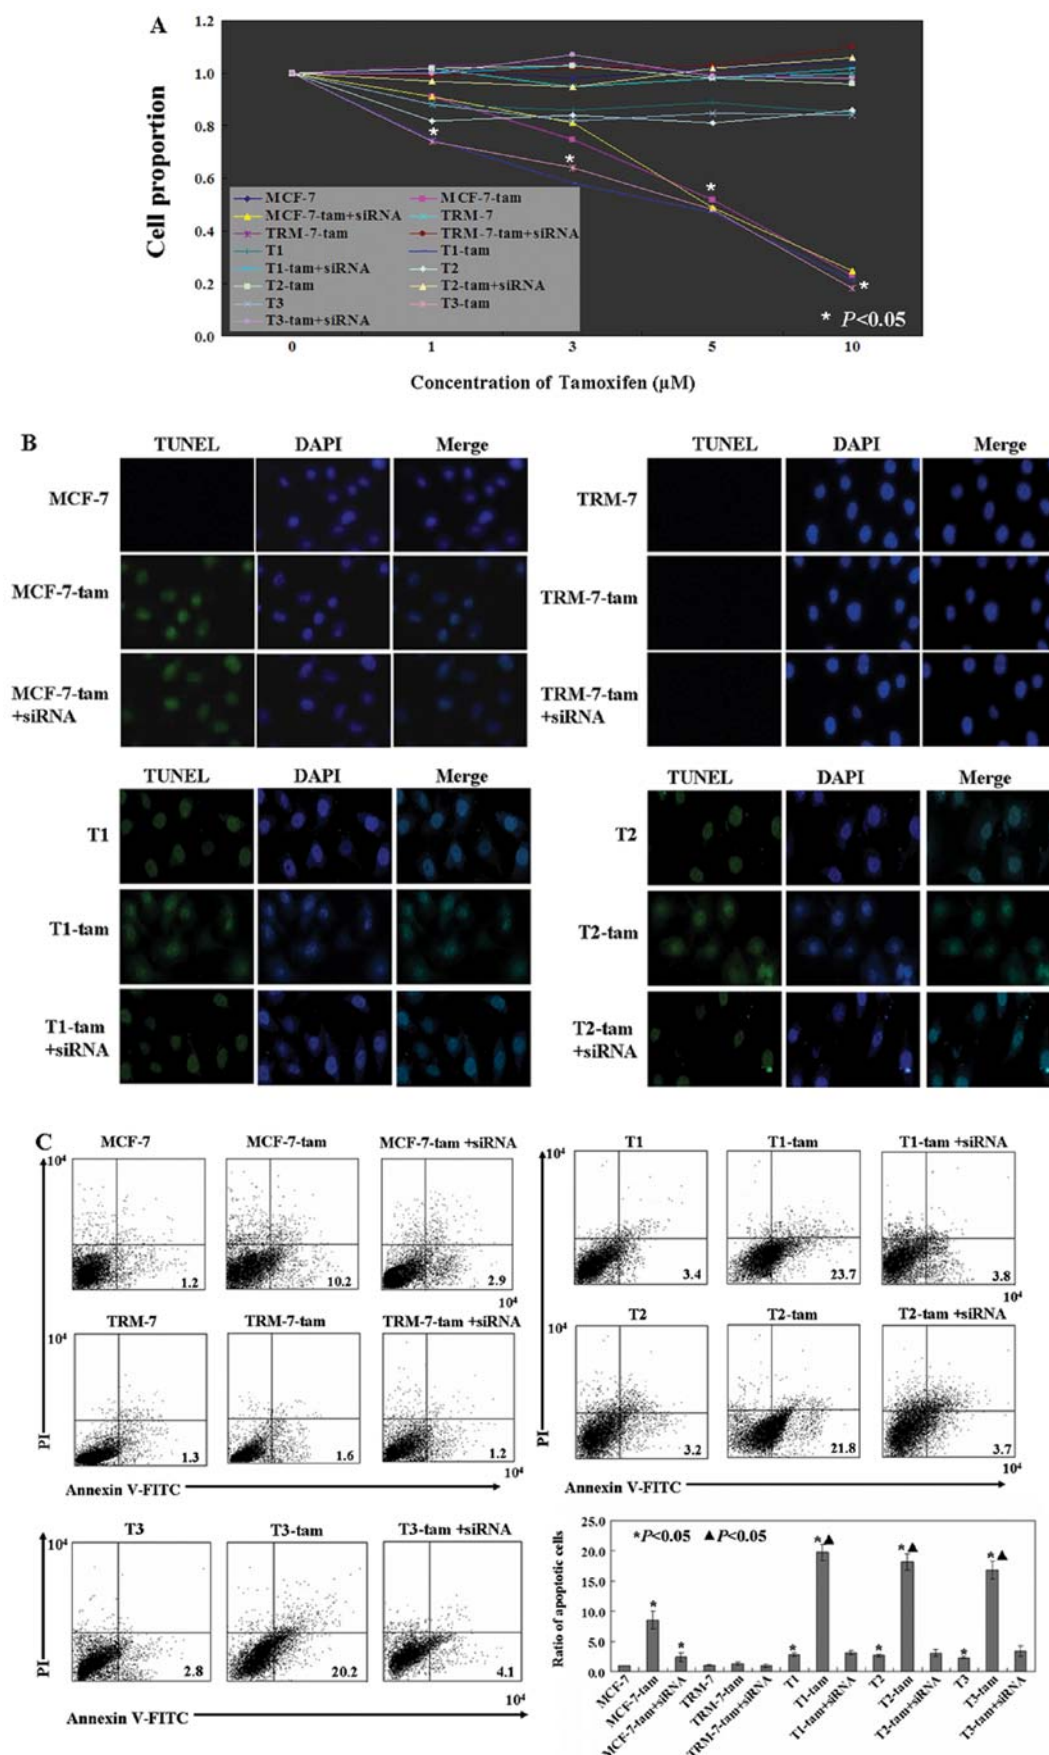 A
1.2
1.0
0.8
0.6
0.4
0.2
0.0
Cell proportion
MCF-7 MCF-7-tam
MCF-7-tam+siRNA TRM-7
TRM-7-tam TRM-7-tam+siRNA
T1 T1-tam
T1-tam+siRNA T2
T2-tam T2-tam+siRNA
T3 T3-tam
T3-tam+siRNA
* P<0.05
0 1 3 5 10
Concentration of Tamoxifen (µM)
B
TUNEL DAPI Merge
MCF-7
MCF-7-tam
MCF-7-tam
+siRNA
TUNEL DAPI Merge
TRM-7
TRM-7-tam
TRM-7-tam
+siRNA
TUNEL DAPI Merge
T1
T1-tam
T1-tam
+siRNA
TUNEL DAPI Merge
T2
T2-tam
T2-tam
+siRNA
C
MCF-7 MCF-7-tam MCF-7-tam +siRNA
10⁴
1.2 10.2 2.9
10⁴
TRM-7 TRM-7-tam TRM-7-tam +siRNA
10⁴
PI
1.3 1.6 1.2
10⁴
Annexin V-FITC
T1 T1-tam T1-tam +siRNA
10⁴
3.4 23.7 3.8
10⁴
T2 T2-tam T2-tam +siRNA
10⁴
PI
3.2 21.8 3.7
10⁴
Annexin V-FITC
T3 T3-tam T3-tam +siRNA
10⁴
PI
2.8 20.2 4.1
10⁴
Annexin V-FITC
Ratio of apoptotic cells
25.0
20.0
15.0
10.0
5.0
0.0
*P<0.05 ▲P<0.05
MCF-7
MCF-7-tam
MCF-7-tam+siRNA
TRM-7
TRM-7-tam
TRM-7-tam+siRNA
T1
T1-tam
T1-tam+siRNA
T2
T2-tam
T2-tam+siRNA
T3
T3-tam
T3-tam+siRNA